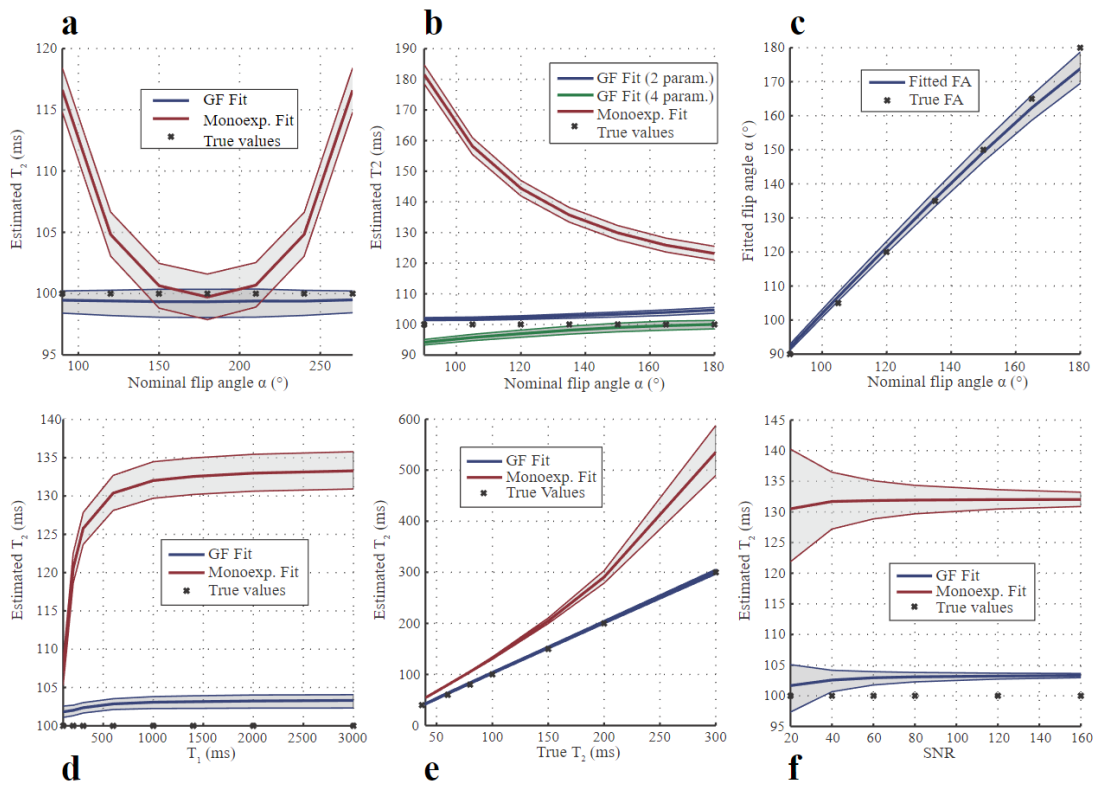 a
120
115
110
105
100
95
Estimated T2 (ms)
GF Fit
Monoexp. Fit
True values
100 150 200 250
Nominal flip angle α (°)
b
190
180
170
160
150
140
130
120
110
100
90
Estimated T2 (ms)
GF Fit (2 param.)
GF Fit (4 param.)
Monoexp. Fit
True values
100 120 140 160 180
Nominal flip angle α (°)
c
180
170
160
150
140
130
120
110
100
90
Fitted flip angle α (°)
Fitted FA
True FA
100 120 140 160 180
Nominal flip angle α (°)
140
135
130
125
120
115
110
105
100
Estimated T2 (ms)
GF Fit
Monoexp. Fit
True values
500 1000 1500 2000 2500 3000
T1 (ms)
d
600
500
400
300
200
100
0
Estimated T2 (ms)
GF Fit
Monoexp. Fit
True Values
50 100 150 200 250 300
True T2 (ms)
e
145
140
135
130
125
120
115
110
105
100
95
Estimated T2 (ms)
GF Fit
Monoexp. Fit
True values
20 40 60 80 100 120 140 160
SNR
f